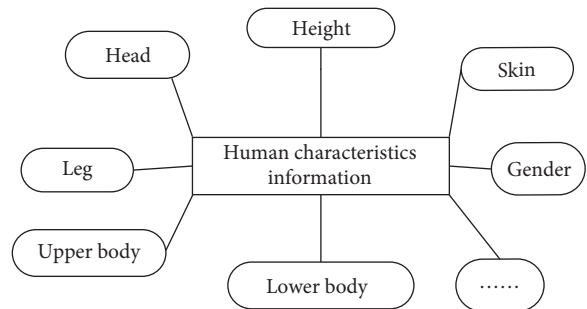 Height
Head
Skin
Human characteristics
information
Leg
Gender
Upper body
Lower body
......